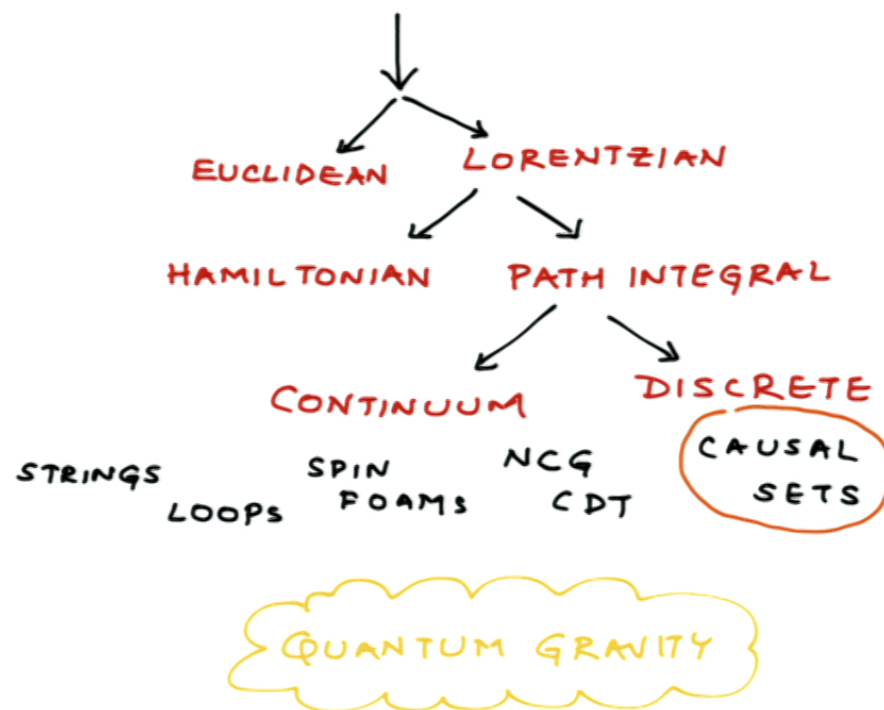 EUCLIDEAN LORENTZIAN
HAMILTONIAN PATH INTEGRAL
CONTINUUM DISCRETE
STRINGS
LOOPS
SPIN
FOAMS
NCG
CDT
CAUSAL
SETS
QUANTUM GRAVITY